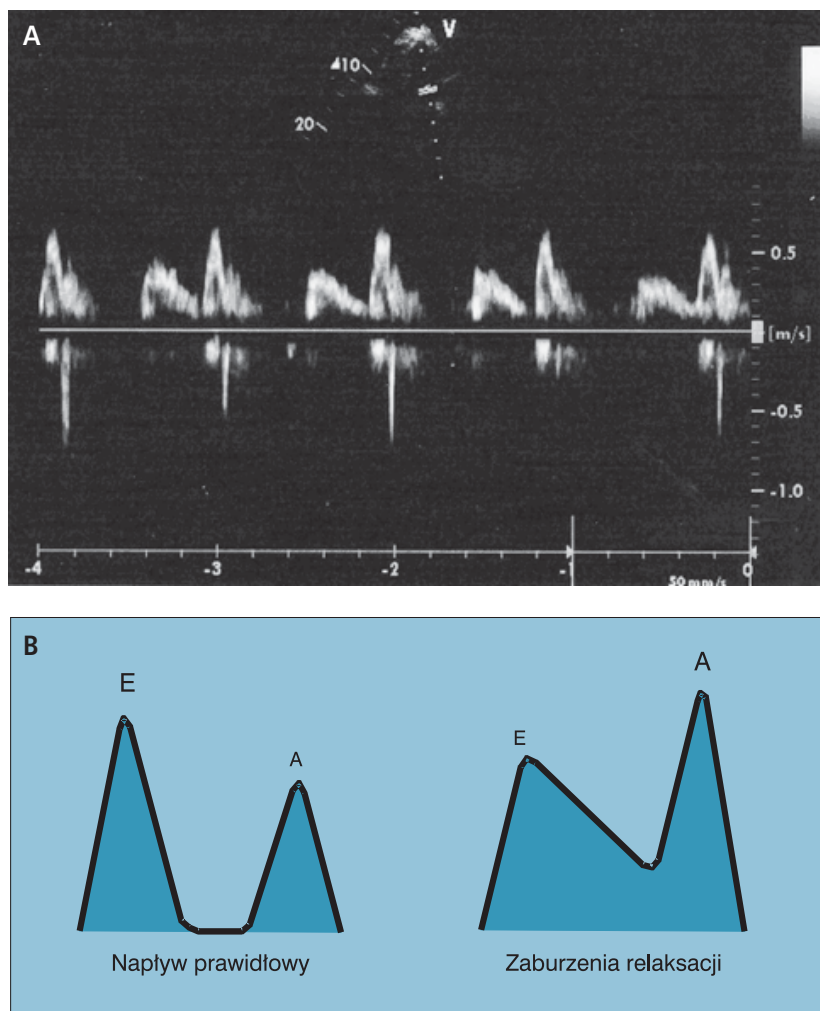 A
V
10
20
0.5
[m/s]
-0.5
-1.0
-4
-3
-2
-1
0
50 mm/s
B
E
A
E
A
Napływ prawidłowy
Zaburzenia relaksacji